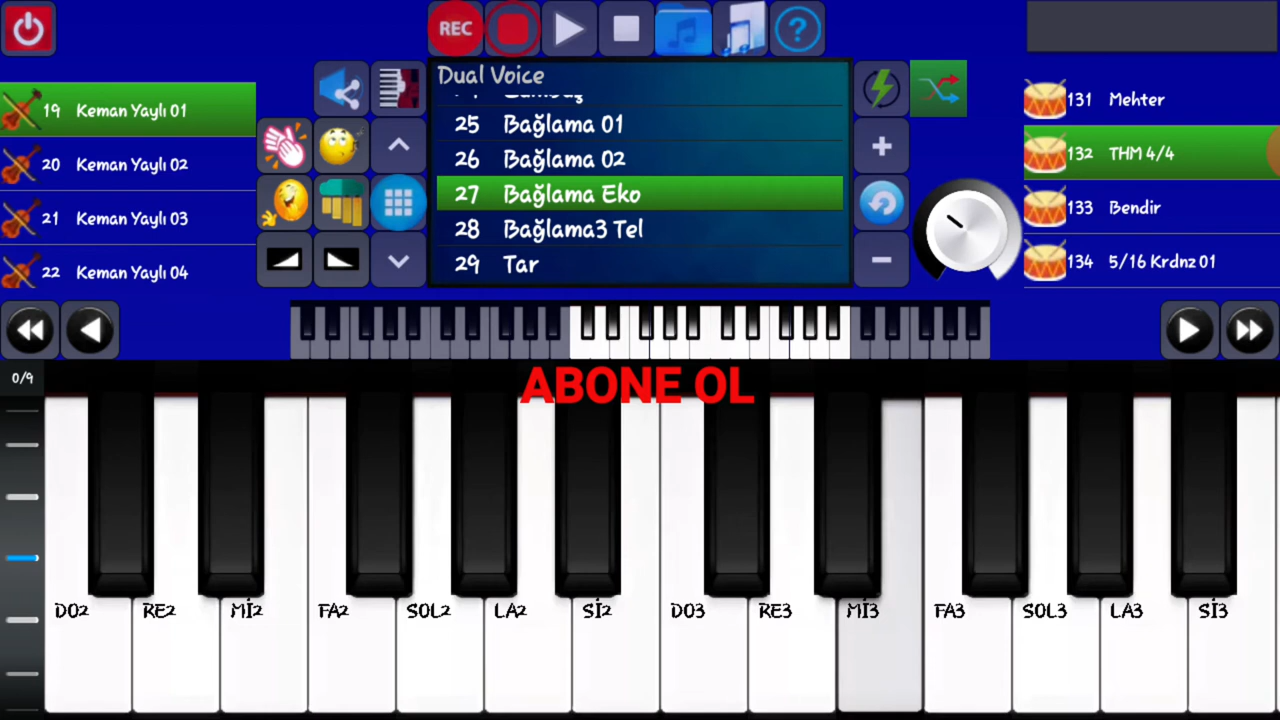 REC
?
Dual Voice
25 Bağlama 01
26 Bağlama 02
27 Bağlama Eko
28 Bağlama3 Tel
29 Tar
19 Keman Yaylı 01
20 Keman Yaylı 02
21 Keman Yaylı 03
22 Keman Yaylı 04
131 Mehter
132 THM 4/4
133 Bendir
134 5/16 Krdnz 01
0/9
ABONE OL
DO2 RE2 Mİ2 FA2 SOL2 LA2 Sİ2 DO3 RE3 Mİ3 FA3 SOL3 LA3 Sİ3